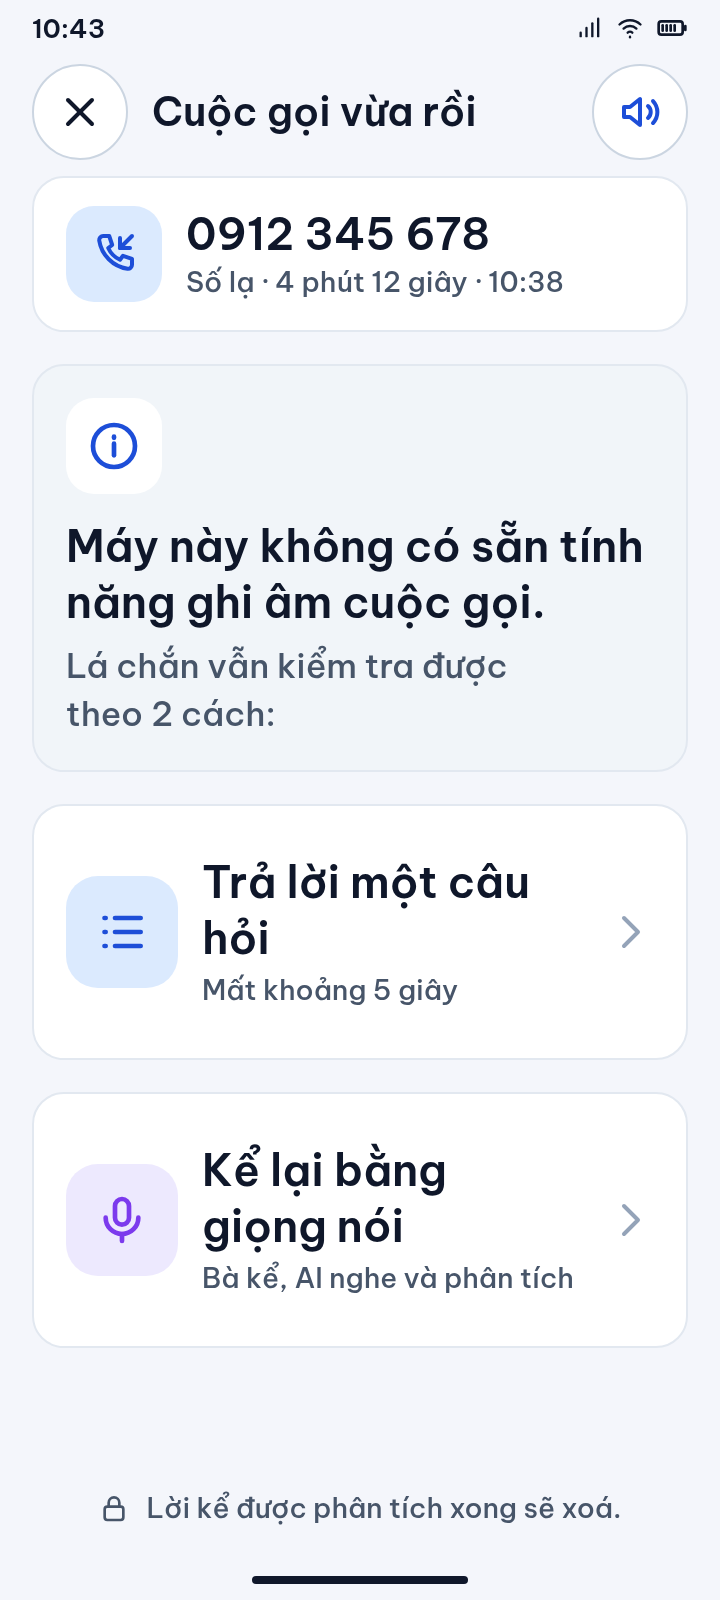 10:43
Cuộc gọi vừa rồi
0912 345 678
Số lạ · 4 phút 12 giây · 10:38
Máy này không có sẵn tính
năng ghi âm cuộc gọi.
Lá chắn vẫn kiểm tra được
theo 2 cách:
Trả lời một câu
hỏi
Mất khoảng 5 giây
Kể lại bằng
giọng nói
Bà kể, AI nghe và phân tích
Lời kể được phân tích xong sẽ xoá.